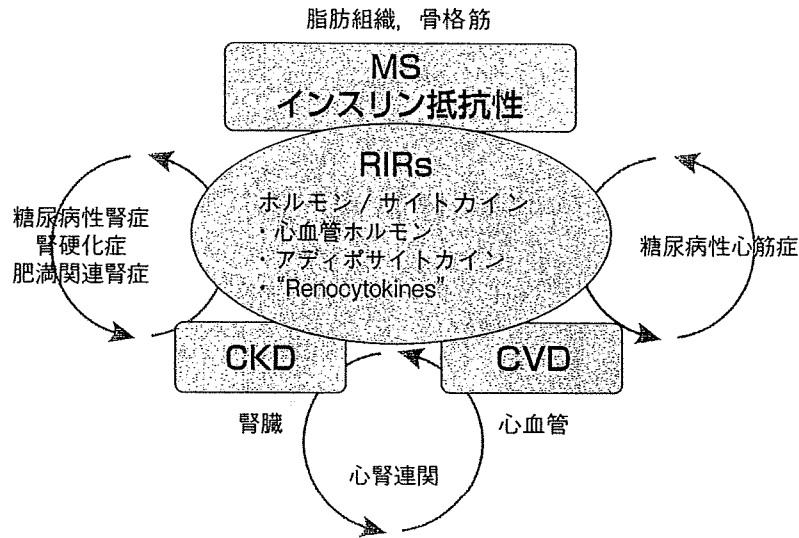 脂肪組織，骨格筋
MS
インスリン抵抗性
RIRs
ホルモン / サイトカイン
・心血管ホルモン
・アディポサイトカイン
・“Renocytokines”
糖尿病性腎症
腎硬化症
肥満関連腎症
糖尿病性心筋症
CKD
CVD
腎臓
心血管
心腎連関